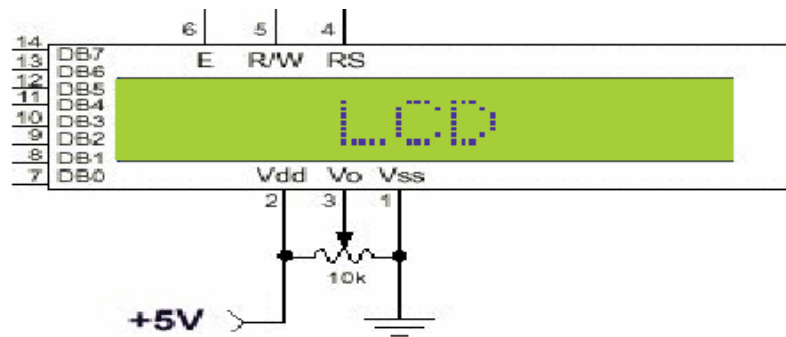 6 5 4
14 DB7 E R/W RS
13 DB6
12 DB5
11 DB4
10 DB3 LCD
9 DB2
8 DB1
7 DB0 Vdd Vo Vss
2 3 1
10k
+5V